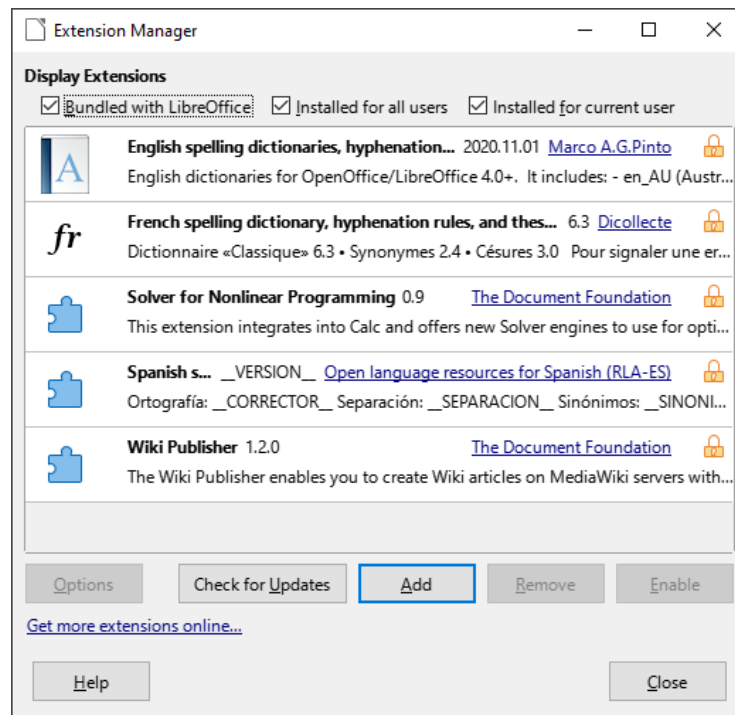 Extension Manager
Display Extensions
Bundled with LibreOffice Installed for all users Installed for current user
English spelling dictionaries, hyphenation... 2020.11.01 Marco A.G.Pinto
English dictionaries for OpenOffice/LibreOffice 4.0+. It includes: - en_AU (Austr...
fr
French spelling dictionary, hyphenation rules, and thes... 6.3 Dicollecte
Dictionnaire «Classique» 6.3 • Synonymes 2.4 • Césures 3.0 Pour signaler une er...
Solver for Nonlinear Programming 0.9 The Document Foundation
This extension integrates into Calc and offers new Solver engines to use for opti...
Spanish s... __VERSION__ Open language resources for Spanish (RLA-ES)
Ortografía: __CORRECTOR__ Separación: __SEPARACION__ Sinónimos: __SINONI...
Wiki Publisher 1.2.0 The Document Foundation
The Wiki Publisher enables you to create Wiki articles on MediaWiki servers with...
Options Check for Updates Add Remove Enable
Get more extensions online...
Help Close
A